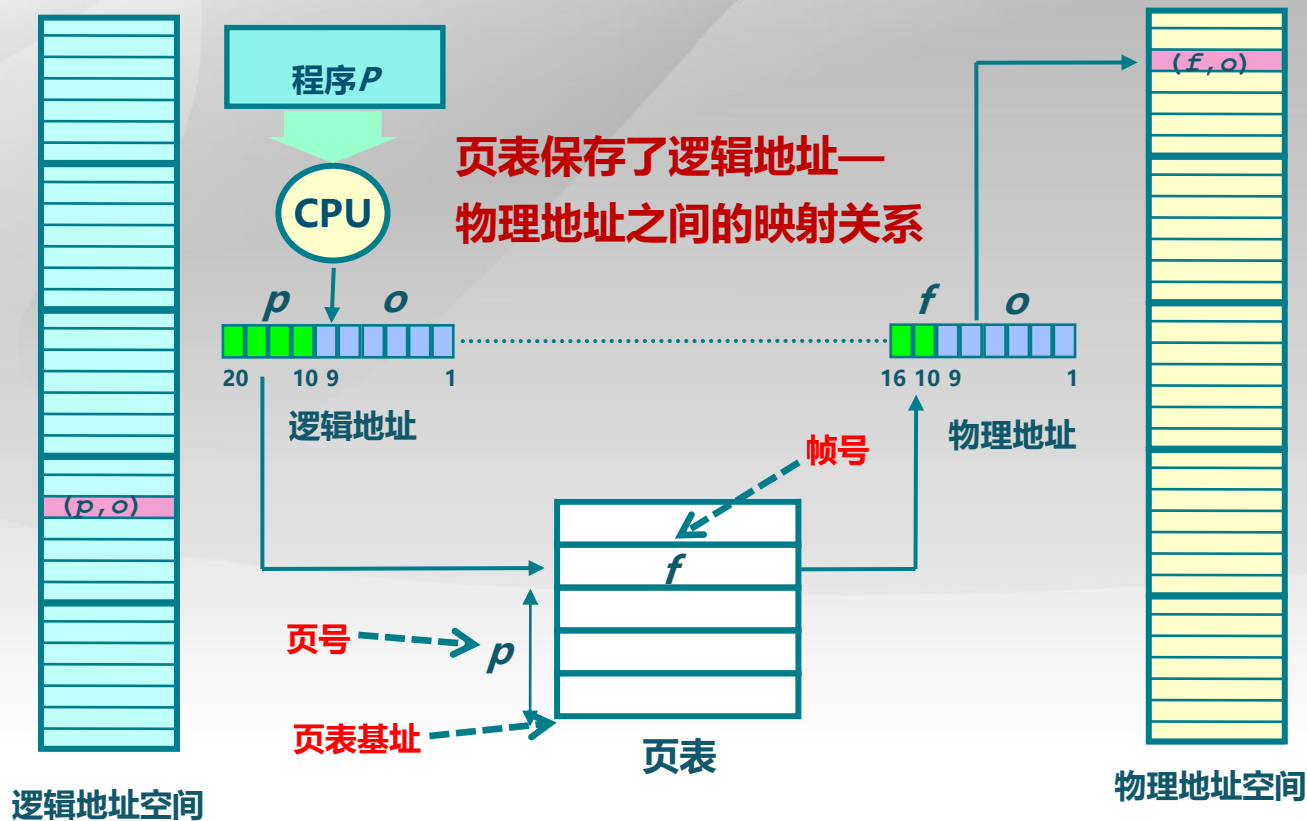 程序P
(f,o)
页表保存了逻辑地址—
物理地址之间的映射关系
CPU
p o
f o
20 10 9 1
16 10 9 1
逻辑地址
物理地址
帧号
(p,o)
f
页号
p
页表基址
页表
逻辑地址空间
物理地址空间